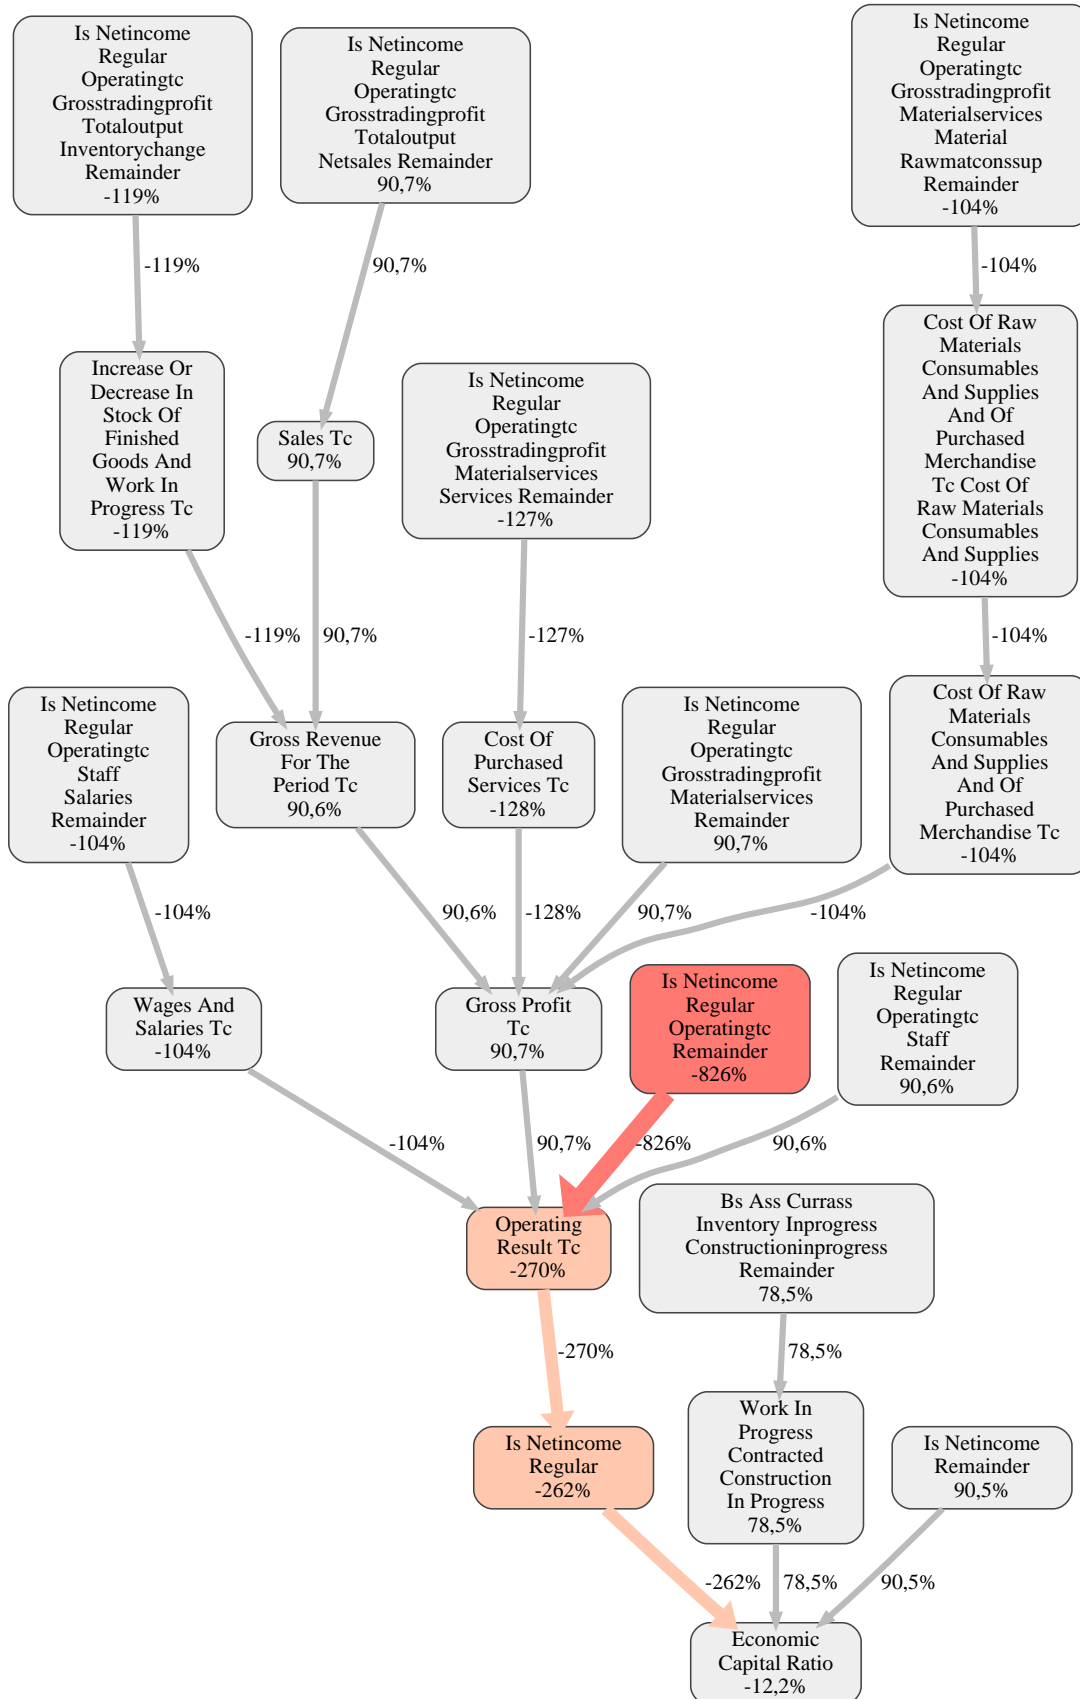 Is Netincome
Regular
Operatingtc
Grosstradingprofit
Totaloutput
Inventorychange
Remainder
-119%
Is Netincome
Regular
Operatingtc
Grosstradingprofit
Totaloutput
Netsales Remainder
90,7%
Is Netincome
Regular
Operatingtc
Grosstradingprofit
Materialservices
Material
Rawmatconssup
Remainder
-104%
-119%
90,7%
-104%
Increase Or
Decrease In
Stock Of
Finished
Goods And
Work In
Progress Tc
-119%
Sales Tc
90,7%
Is Netincome
Regular
Operatingtc
Grosstradingprofit
Materialservices
Services Remainder
-127%
Cost Of Raw
Materials
Consumables
And Supplies
And Of
Purchased
Merchandise
Tc Cost Of
Raw Materials
Consumables
And Supplies
-104%
-119%
90,7%
-127%
-104%
Is Netincome
Regular
Operatingtc
Staff
Salaries
Remainder
-104%
Gross Revenue
For The
Period Tc
90,6%
Cost Of
Purchased
Services Tc
-128%
Is Netincome
Regular
Operatingtc
Grosstradingprofit
Materialservices
Remainder
90,7%
Cost Of Raw
Materials
Consumables
And Supplies
And Of
Purchased
Merchandise Tc
-104%
-104%
90,6%
-128%
90,7%
-104%
Wages And
Salaries Tc
-104%
Gross Profit
Tc
90,7%
Is Netincome
Regular
Operatingtc
Remainder
-826%
Is Netincome
Regular
Operatingtc
Staff
Remainder
90,6%
-104%
90,7%
-826%
90,6%
Operating
Result Tc
-270%
Bs Ass Currass
Inventory Inprogress
Constructioninprogress
Remainder
78,5%
-270%
78,5%
Is Netincome
Regular
-262%
Work In
Progress
Contracted
Construction
In Progress
78,5%
Is Netincome
Remainder
90,5%
-262%
78,5%
90,5%
Economic
Capital Ratio
-12,2%